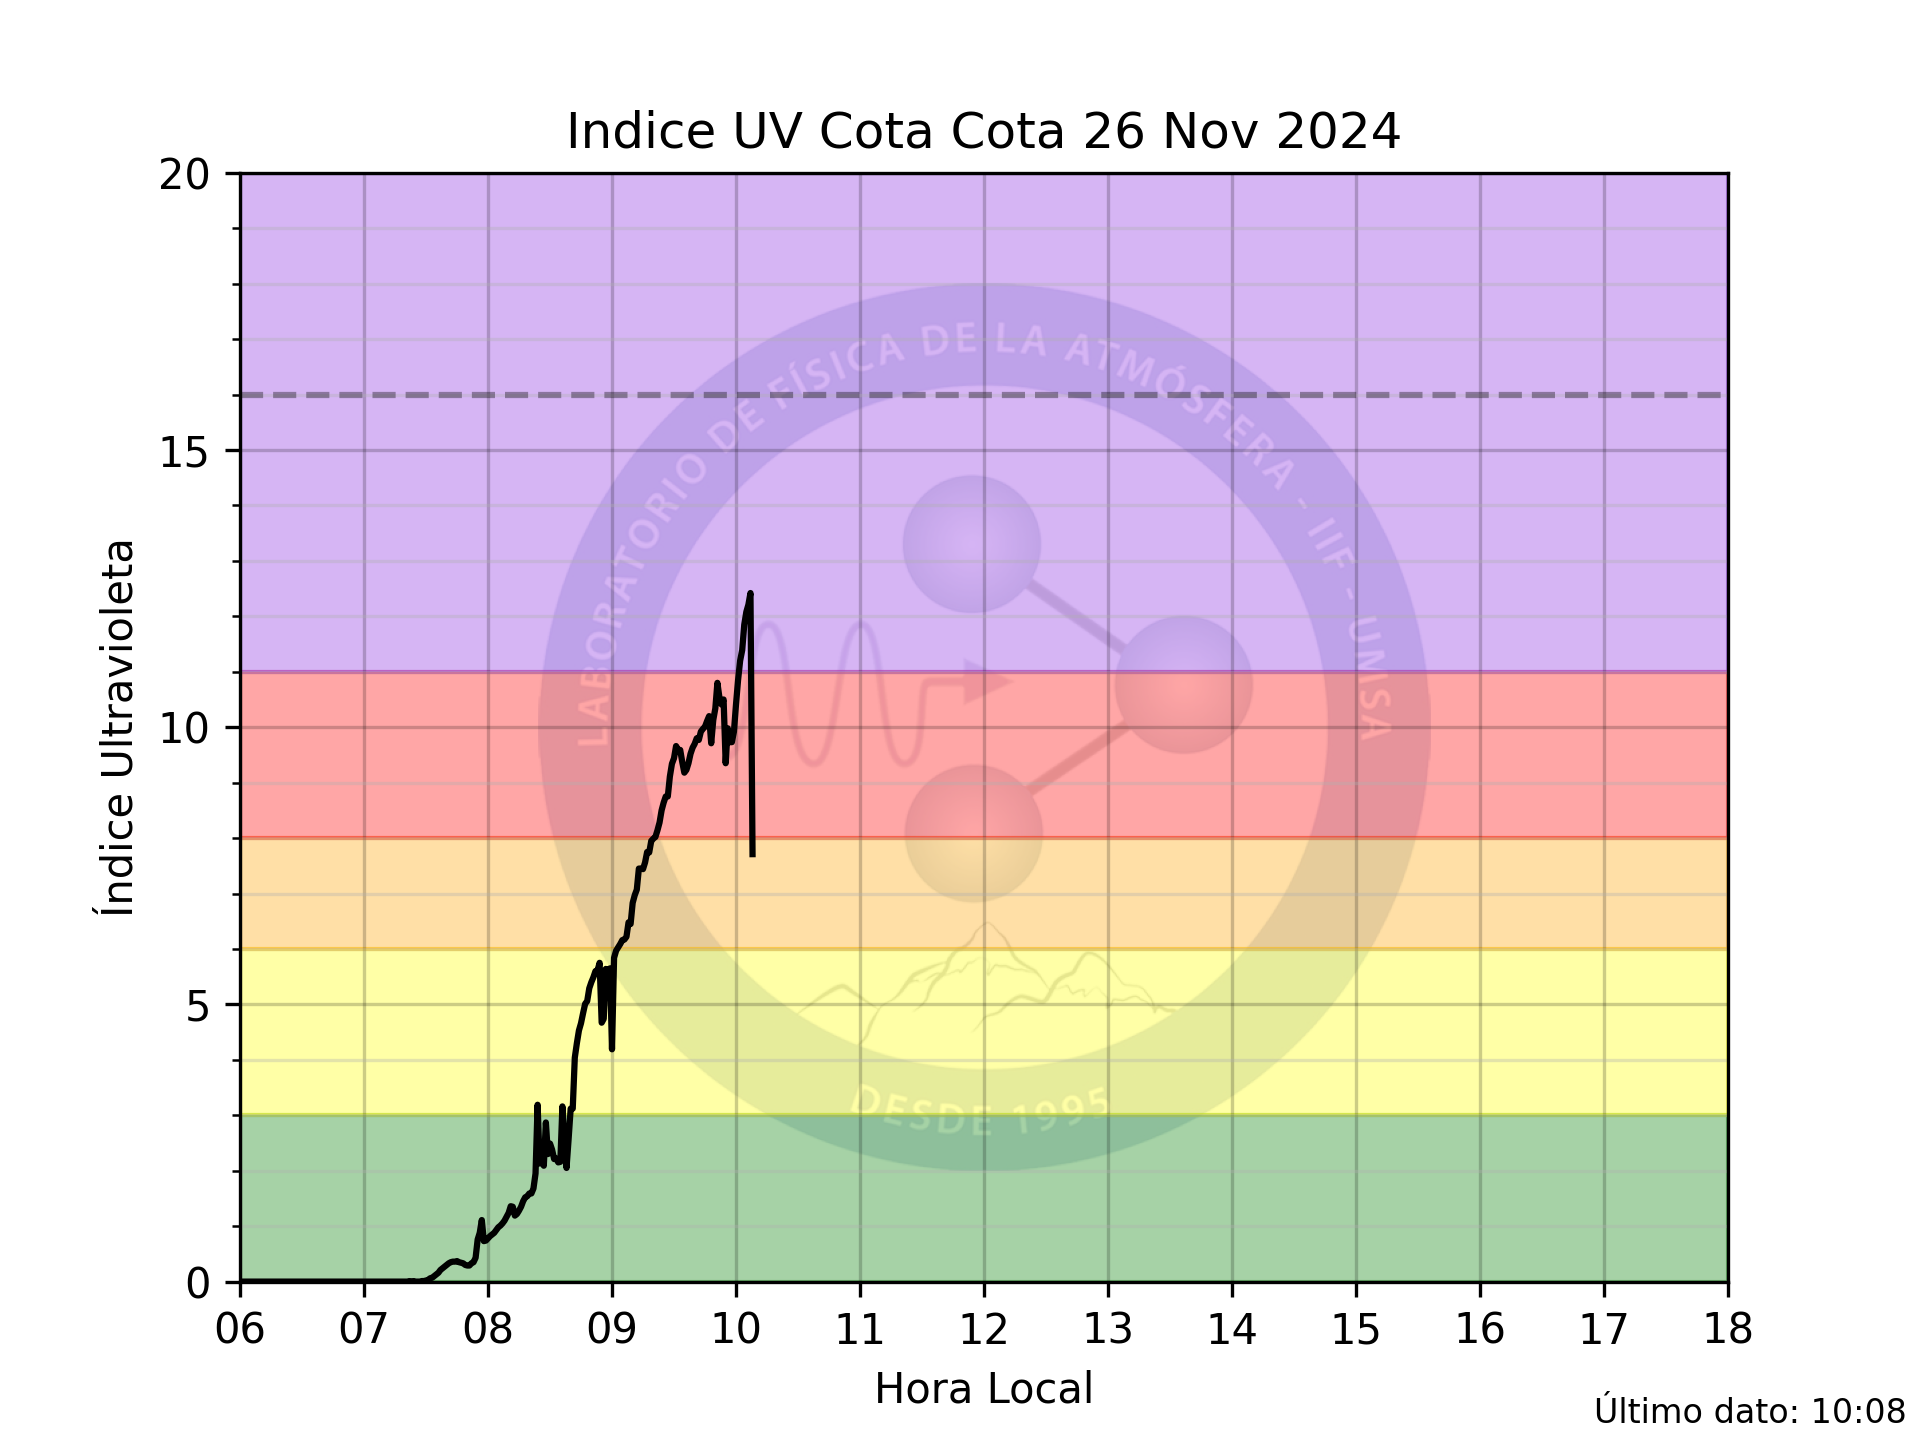 Indice UV Cota Cota 26 Nov 2024
20
15
10
5
0
Índice Ultravioleta
LABORATORIO DE FÍSICA DE LA ATMÓSFERA - IIF - UMSA
DESDE 1995
06 07 08 09 10 11 12 13 14 15 16 17 18
Hora Local
Último dato: 10:08